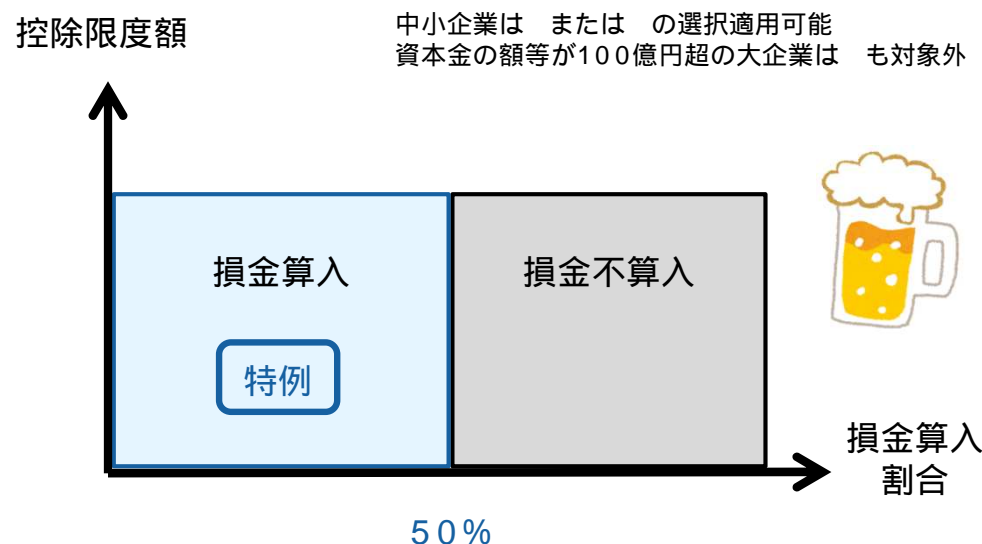 控除限度額
中小企業は　または　の選択適用可能
資本金の額等が１００億円超の大企業は　も対象外
損金算入
損金不算入
特例
損金算入
割合
５０％